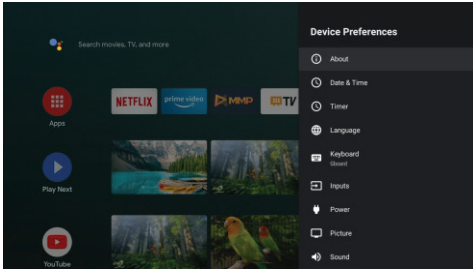 Search movies, TV, and more
Apps
NETFLIX
prime video
MMP
TV
Play Next
YouTube
Device Preferences
About
Date & Time
Timer
Language
Keyboard
Gboard
Inputs
Power
Picture
Sound